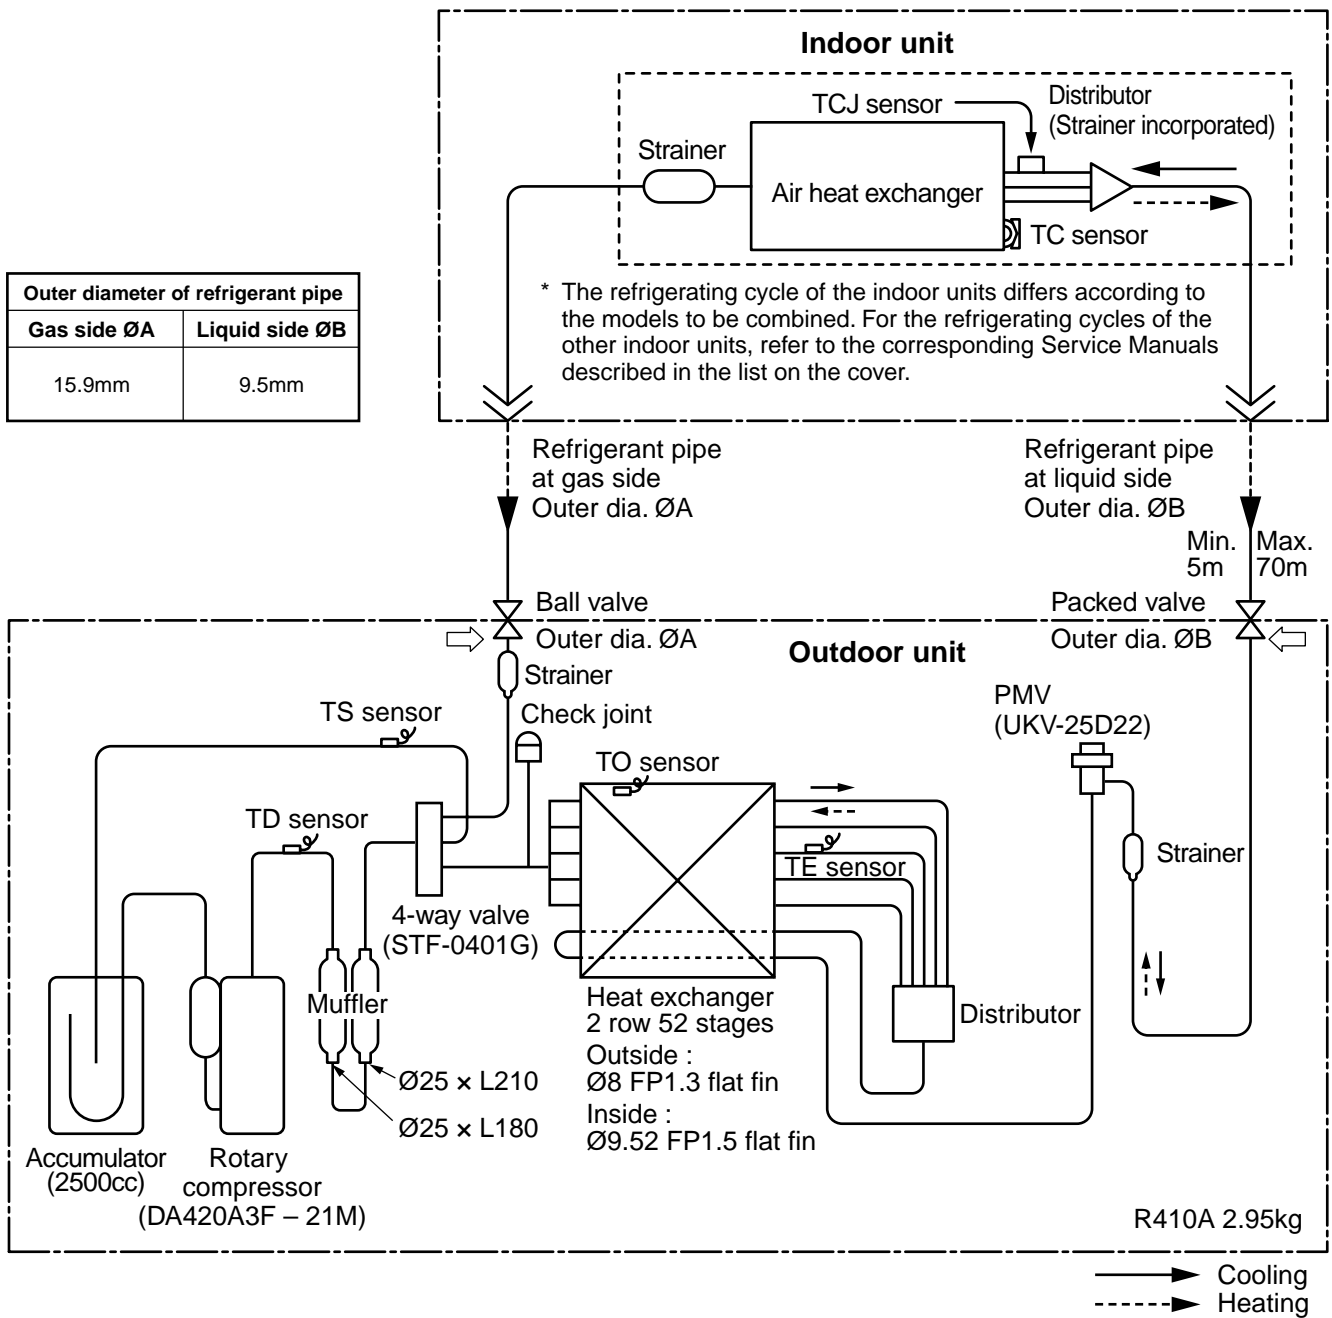 Indoor unit
TCJ sensor
Distributor
(Strainer incorporated)
Strainer
Air heat exchanger
TC sensor
* The refrigerating cycle of the indoor units differs according to
the models to be combined. For the refrigerating cycles of the
other indoor units, refer to the corresponding Service Manuals
described in the list on the cover.
Outer diameter of refrigerant pipe
Gas side ØA Liquid side ØB
15.9mm 9.5mm
Refrigerant pipe
at gas side
Outer dia. ØA
Refrigerant pipe
at liquid side
Outer dia. ØB
Min. Max.
5m 70m
Ball valve
Outer dia. ØA
Packed valve
Outer dia. ØB
Outdoor unit
Strainer
TS sensor
Check joint
PMV
(UKV-25D22)
TO sensor
TD sensor
TE sensor
Strainer
4-way valve
(STF-0401G)
Muffler
Heat exchanger
2 row 52 stages
Outside :
Ø8 FP1.3 flat fin
Inside :
Ø9.52 FP1.5 flat fin
Distributor
Ø25 × L210
Ø25 × L180
Accumulator
(2500cc)
Rotary
compressor
(DA420A3F – 21M)
R410A 2.95kg
Cooling
Heating